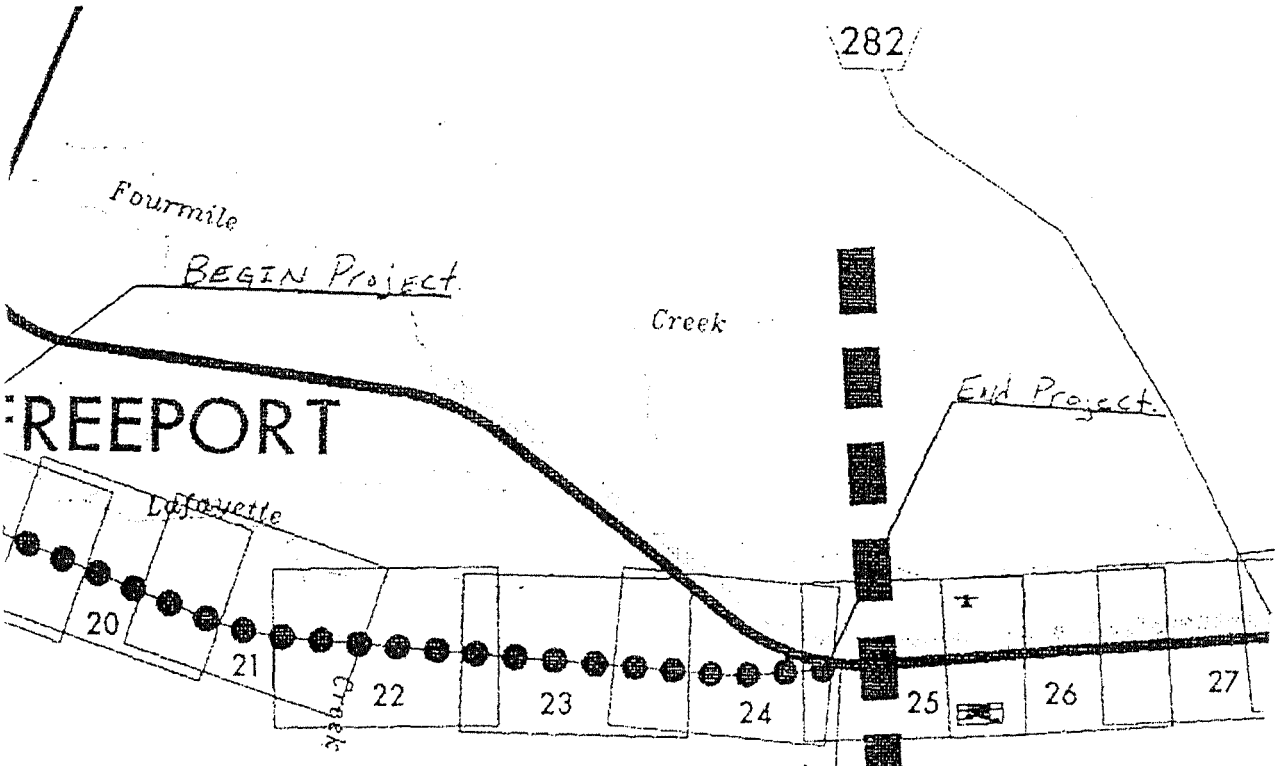 282
Fourmile
BEGIN Project.
Creek
End Project.
FREEPORT
Lafayette
20
21
Creek
22
23
24
25
26
27